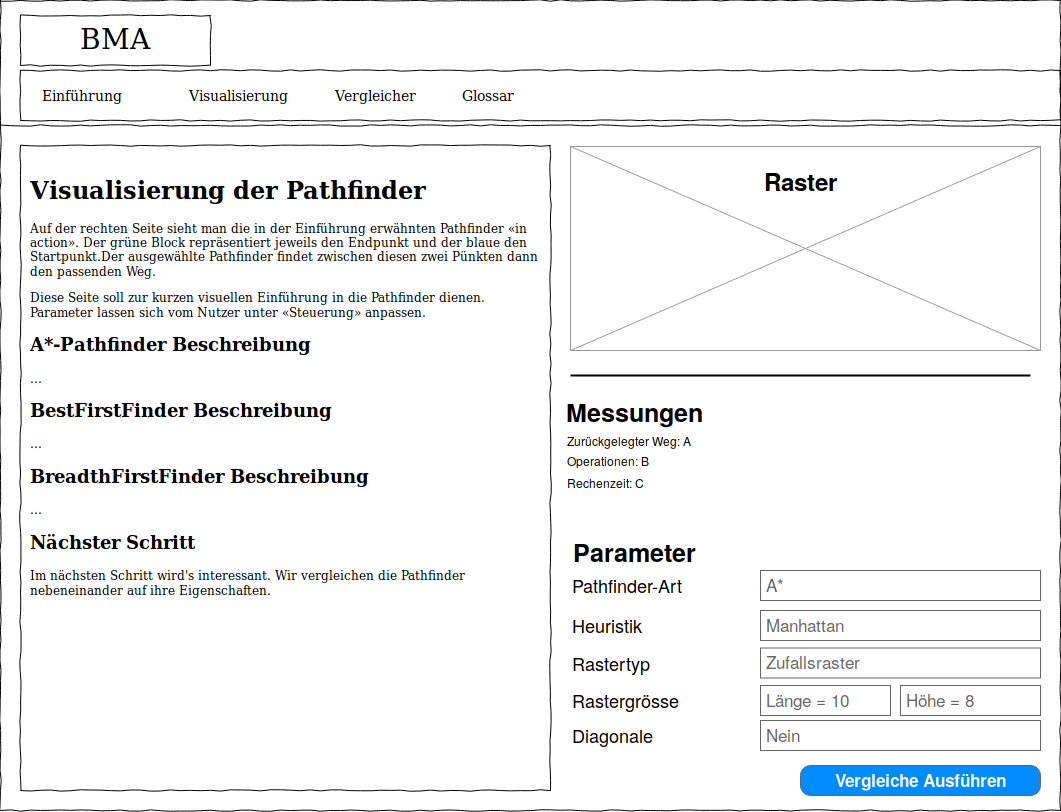 BMA
Einführung Visualisierung Vergleicher Glossar
Visualisierung der Pathfinder
Auf der rechten Seite sieht man die in der Einführung erwähnten Pathfinder «in
action». Der grüne Block repräsentiert jeweils den Endpunkt und der blaue den
Startpunkt.Der ausgewählte Pathfinder findet zwischen diesen zwei Pünkten dann
den passenden Weg.
Diese Seite soll zur kurzen visuellen Einführung in die Pathfinder dienen.
Parameter lassen sich vom Nutzer unter «Steuerung» anpassen.
A*-Pathfinder Beschreibung
...
BestFirstFinder Beschreibung
...
BreadthFirstFinder Beschreibung
...
Nächster Schritt
Im nächsten Schritt wird's interessant. Wir vergleichen die Pathfinder
nebeneinander auf ihre Eigenschaften.
Raster
Messungen
Zurückgelegter Weg: A
Operationen: B
Rechenzeit: C
Parameter
Pathfinder-Art A*
Heuristik Manhattan
Rastertyp Zufallsraster
Rastergrösse Länge = 10 Höhe = 8
Diagonale Nein
Vergleiche Ausführen